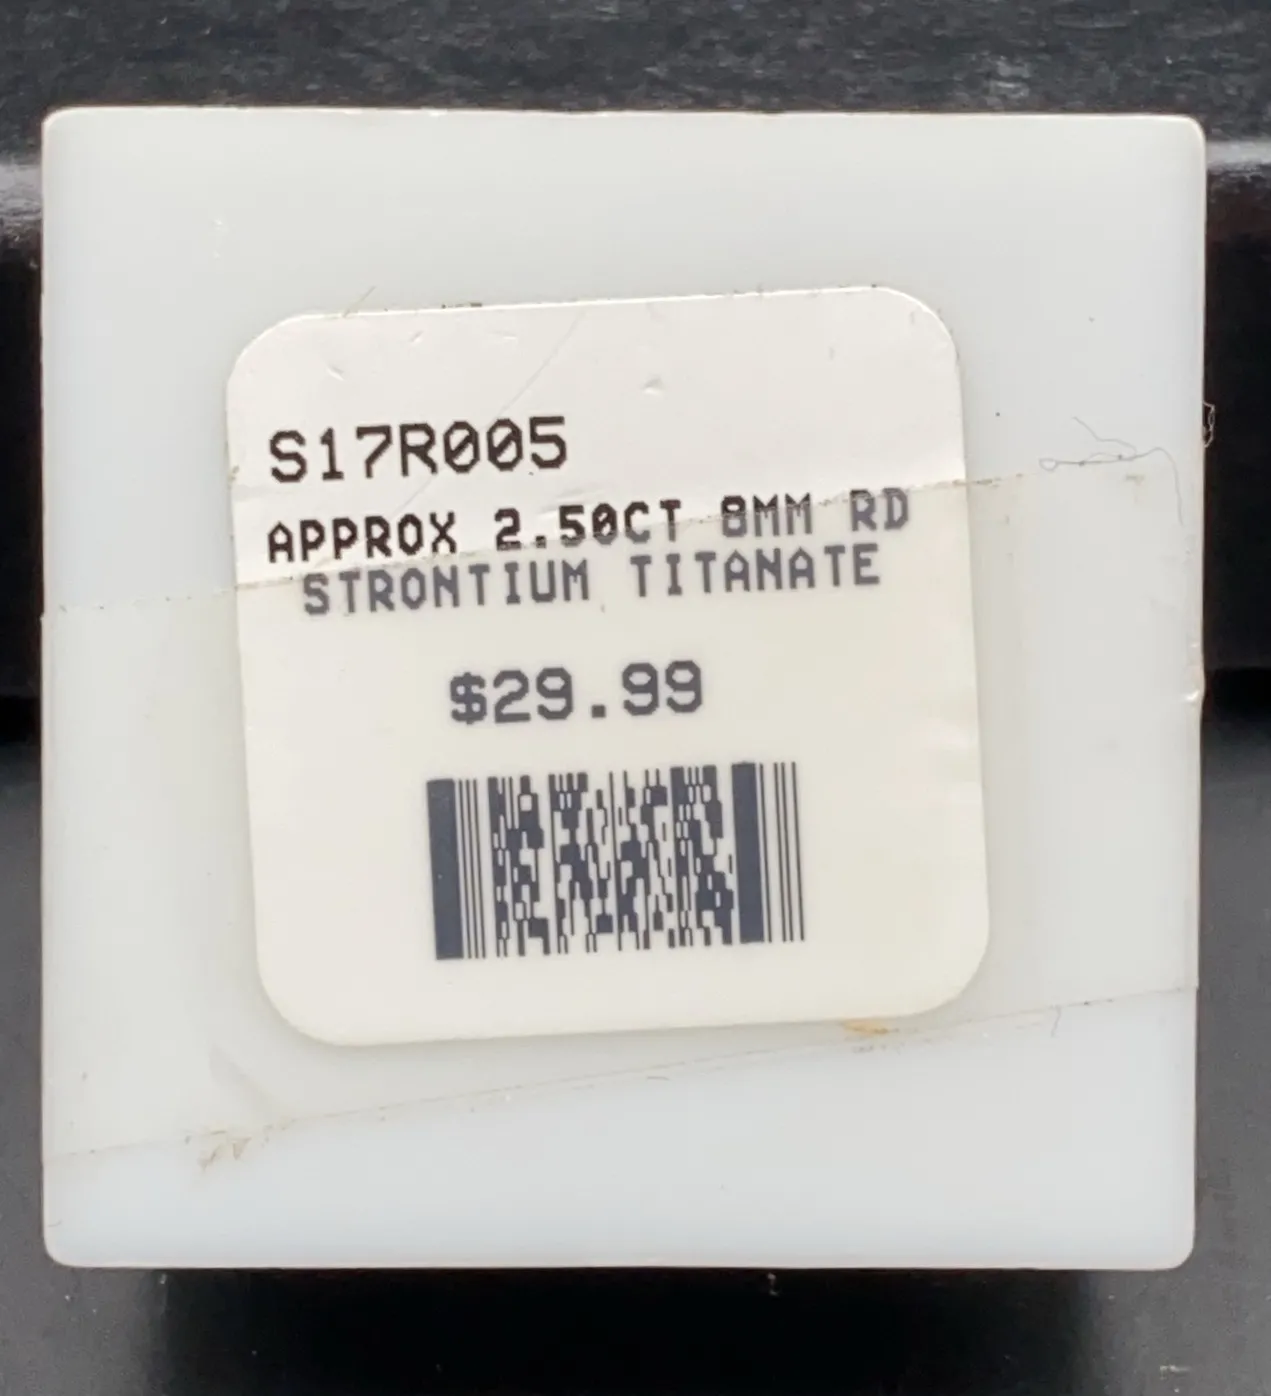 S17R005
APPROX 2.50CT 8MM RD
STRONTIUM TITANATE
$29.99